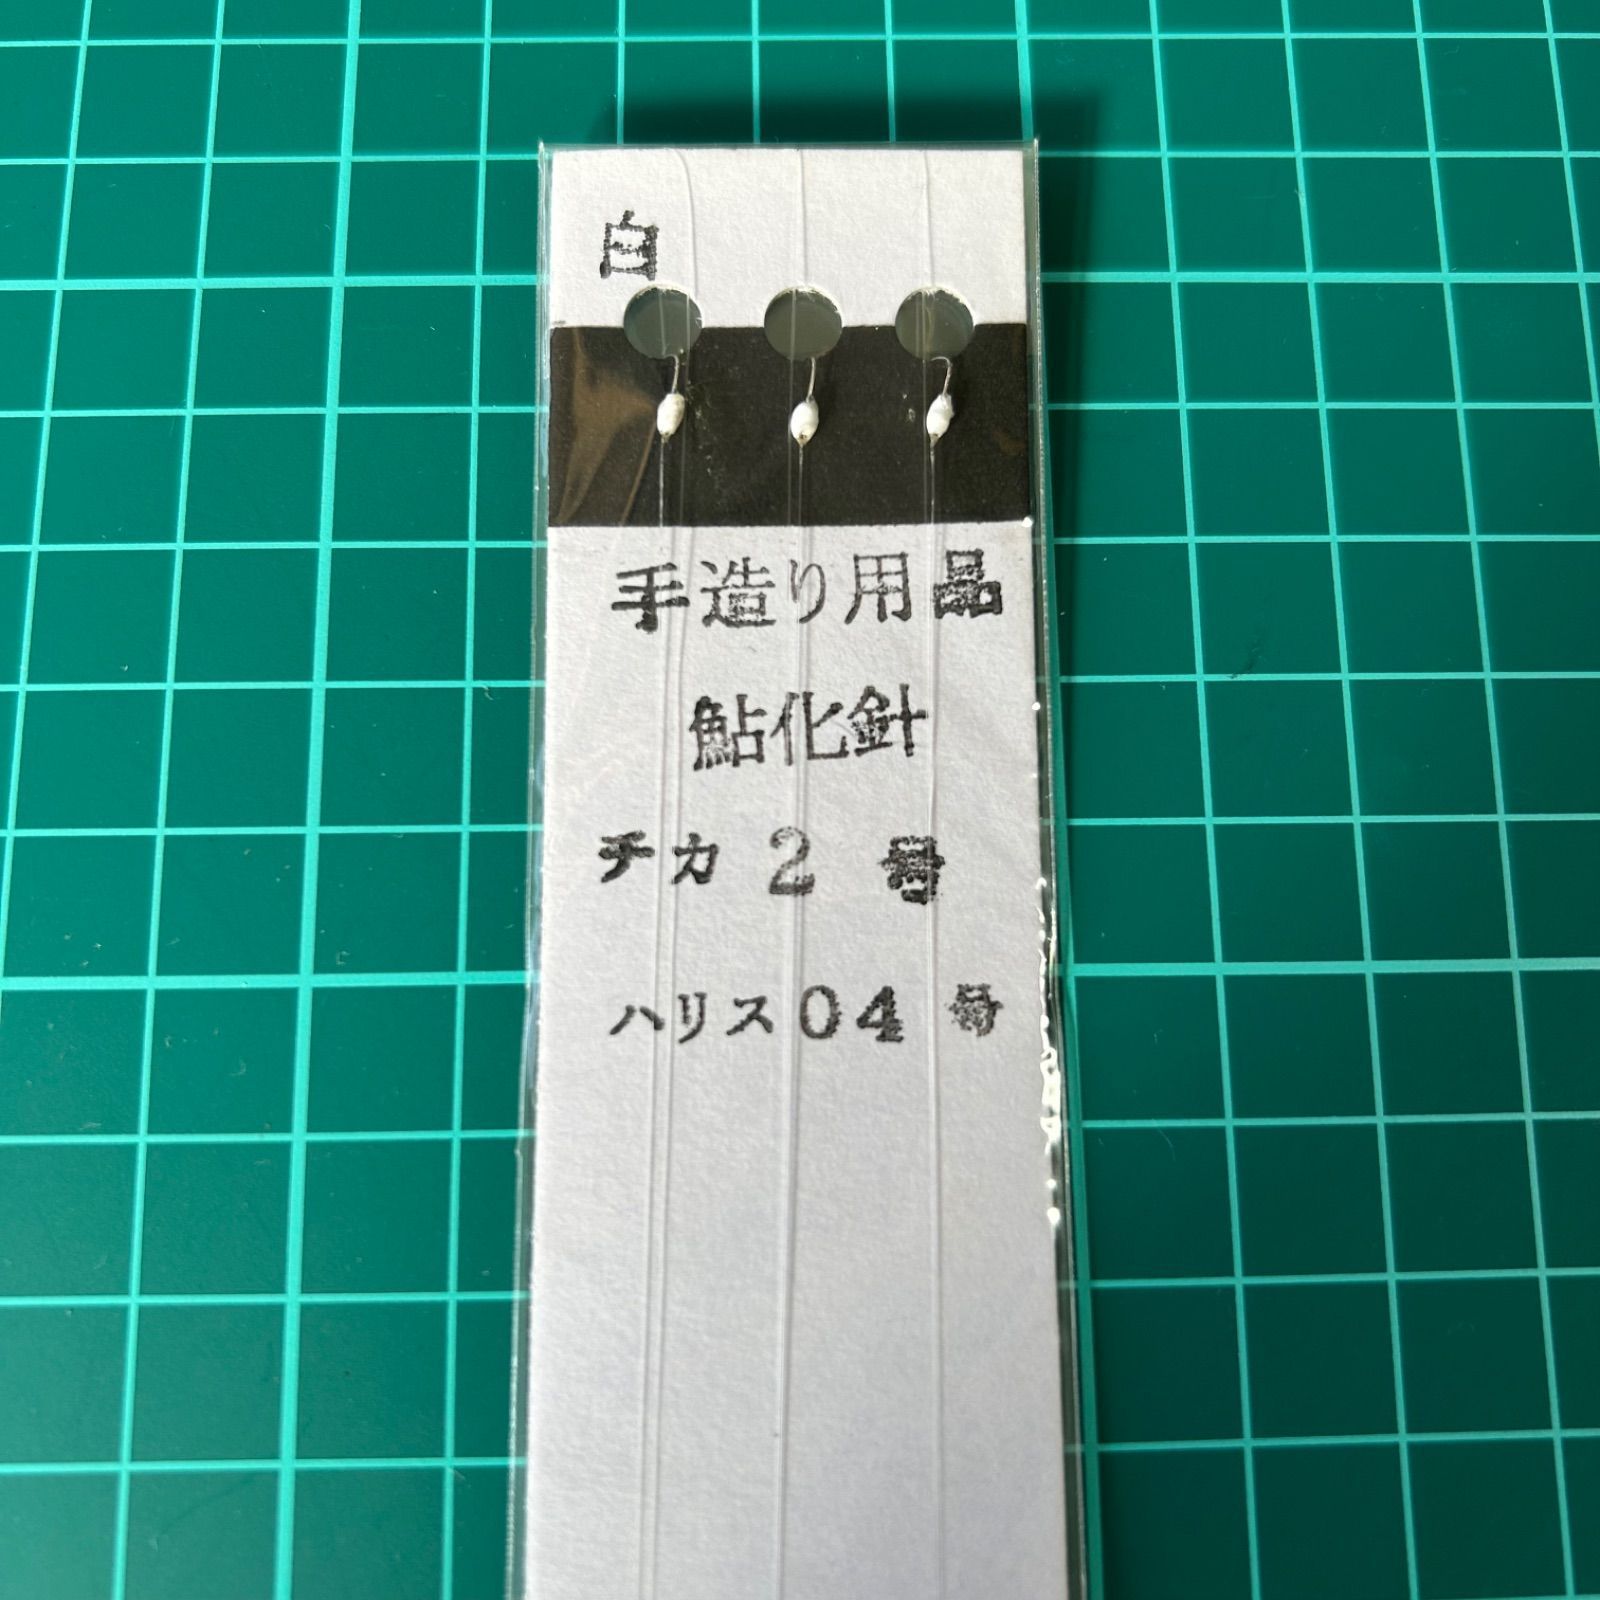 白
手造り用品
鮎化針
チカ 2 号
ハリス 04 号